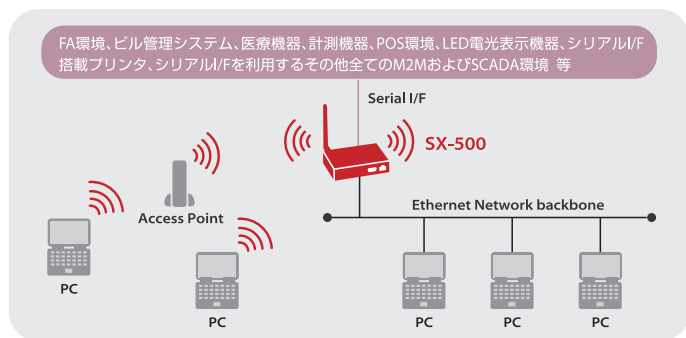 FA環境、ビル管理システム、医療機器、計測機器、POS環境、LED電光表示機器、シリアルI/F
搭載プリンタ、シリアルI/Fを利用するその他全てのM2MおよびSCADA環境 等
Serial I/F
SX-500
Access Point
Ethernet Network backbone
PC
PC
PC
PC
PC